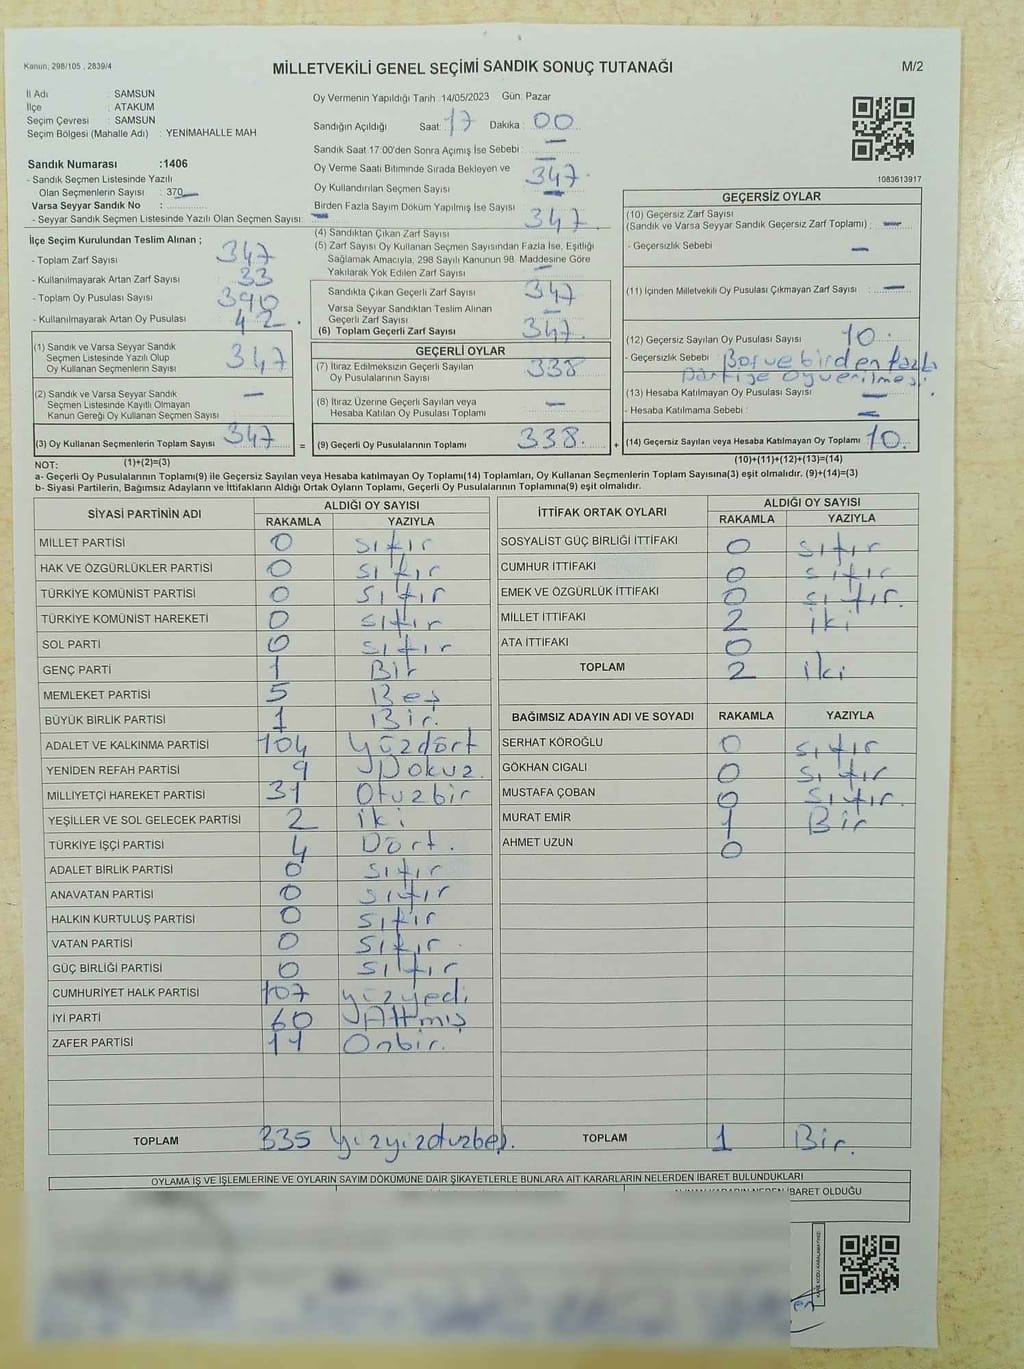 Kanun, 298/105 , 2839/4
MİLLETVEKİLİ GENEL SEÇİMİ SANDIK SONUÇ TUTANAĞI
M/2
İl Adı : SAMSUN
İlçe : ATAKUM
Seçim Çevresi : SAMSUN
Seçim Bölgesi (Mahalle Adı) : YENİMAHALLE MAH
Sandık Numarası :1406
- Sandık Seçmen Listesinde Yazılı
Olan Seçmenlerin Sayısı : 370
Varsa Seyyar Sandık No :
- Seyyar Sandık Seçmen Listesinde Yazılı Olan Seçmen Sayısı: —
Oy Vermenin Yapıldığı Tarih :14/05/2023 Gün: Pazar
Sandığın Açıldığı Saat: 17 Dakika : 00
Sandık Saat 17:00'den Sonra Açımış İse Sebebi : —
Oy Verme Saati Bitiminde Sırada Bekleyen ve —
Oy Kullandırılan Seçmen Sayısı : 347.
Birden Fazla Sayım Döküm Yapılmış İse Sayısı —
1083613917
İlçe Seçim Kurulundan Teslim Alınan ;
- Toplam Zarf Sayısı : 347
- Kullanılmayarak Artan Zarf Sayısı : 33
- Toplam Oy Pusulası Sayısı : 390
- Kullanılmayarak Artan Oy Pusulası : 42.
(1) Sandık ve Varsa Seyyar Sandık
Seçmen Listesinde Yazılı Olup
Oy Kullanan Seçmenlerin Sayısı : 347
(2) Sandık ve Varsa Seyyar Sandık
Seçmen Listesinde Kayıtlı Olmayan
Kanun Gereği Oy Kullanan Seçmen Sayısı : —
(3) Oy Kullanan Seçmenlerin Toplam Sayısı : 347 =
(4) Sandıktan Çıkan Zarf Sayısı : 347.
(5) Zarf Sayısı Oy Kullanan Seçmen Sayısından Fazla İse, Eşitliği
Sağlamak Amacıyla, 298 Sayılı Kanunun 98. Maddesine Göre
Yakılarak Yok Edilen Zarf Sayısı : —
Sandıkta Çıkan Geçerli Zarf Sayısı : 347
Varsa Seyyar Sandıktan Teslim Alınan
Geçerli Zarf Sayısı : —
(6) Toplam Geçerli Zarf Sayısı : 347.
GEÇERLİ OYLAR
(7) İtiraz Edilmeksizin Geçerli Sayılan
Oy Pusulalarının Sayısı : 338
(8) İtiraz Üzerine Geçerli Sayılan veya
Hesaba Katılan Oy Pusulası Toplamı : —
(9) Geçerli Oy Pusulalarının Toplamı : 338. +
GEÇERSİZ OYLAR
(10) Geçersiz Zarf Sayısı
(Sandık ve Varsa Seyyar Sandık Geçersiz Zarf Toplamı) : —
- Geçersizlik Sebebi : —
(11) İçinden Milletvekili Oy Pusulası Çıkmayan Zarf Sayısı : —
(12) Geçersiz Sayılan Oy Pusulası Sayısı : 10.
- Geçersizlik Sebebi : Boş ve birden fazla
partiye oy verilmesi.
(13) Hesaba Katılmayan Oy Pusulası Sayısı : —
- Hesaba Katılmama Sebebi : —
(14) Geçersiz Sayılan veya Hesaba Katılmayan Oy Toplamı : 10.
NOT: (1)+(2)=(3)
(10)+(11)+(12)+(13)=(14)
a- Geçerli Oy Pusulaları Toplamı(9) ile Geçersiz Sayılan veya Hesaba katılmayan Oy Toplamı(14) Toplamları, Oy Kullanan Seçmenlerin Toplam Sayısına(3) eşit olmalıdır. (9)+(14)=(3)
b- Siyasi Partilerin, Bağımsız Adayların ve İttifakların Aldığı Ortak Oyların Toplamı, Geçerli Oy Pusulalarının Toplamına(9) eşit olmalıdır.
SİYASİ PARTİNİN ADI ALDIĞI OY SAYISI
RAKAMLA YAZIYLA
MİLLET PARTİSİ 0 sıfır
HAK VE ÖZGÜRLÜKLER PARTİSİ 0 sıfır
TÜRKİYE KOMÜNİST PARTİSİ 0 sıfır
TÜRKİYE KOMÜNİST HAREKETİ 0 sıfır
SOL PARTİ 0 sıfır
GENÇ PARTİ 1 Bir
MEMLEKET PARTİSİ 5 Beş
BÜYÜK BİRLİK PARTİSİ 1 Bir.
ADALET VE KALKINMA PARTİSİ 104 Yüzdört
YENİDEN REFAH PARTİSİ 9 Dokuz.
MİLLİYETÇİ HAREKET PARTİSİ 31 Otuzbir
YEŞİLLER VE SOL GELECEK PARTİSİ 2 iki
TÜRKİYE İŞÇİ PARTİSİ 4 Dört.
ADALET BİRLİK PARTİSİ 0 sıfır
ANAVATAN PARTİSİ 0 sıfır
HALKIN KURTULUŞ PARTİSİ 0 sıfır
VATAN PARTİSİ 0 sıfır.
GÜÇ BİRLİĞİ PARTİSİ 0 sıfır
CUMHURİYET HALK PARTİSİ 107 yüzyedi
İYİ PARTİ 60 Altmış
ZAFER PARTİSİ 11 Onbir.
TOPLAM 335 Yüzyüzotuzbeş.
İTTİFAK ORTAK OYLARI ALDIĞI OY SAYISI
RAKAMLA YAZIYLA
SOSYALİST GÜÇ BİRLİĞİ İTTİFAKI 0 sıfır
CUMHUR İTTİFAKI 0 sıfır
EMEK VE ÖZGÜRLÜK İTTİFAKI 0 sıfır.
MİLLET İTTİFAKI 2 iki
ATA İTTİFAKI 0
TOPLAM 2 iki
BAĞIMSIZ ADAYIN ADI VE SOYADI RAKAMLA YAZIYLA
SERHAT KÖROĞLU 0 sıfır
GÖKHAN CIGALI 0 sıfır
MUSTAFA ÇOBAN 0 sıfır.
MURAT EMİR 1 Bir
AHMET UZUN 0
TOPLAM 1 Bir.
OYLAMA İŞ VE İŞLEMLERİNE VE OYLARIN SAYIM DÖKÜMÜNE DAİR ŞİKAYETLERLE BUNLARA AİT KARARLARIN NELERDEN İBARET BULUNDUKLARI
İBARET OLDUĞU